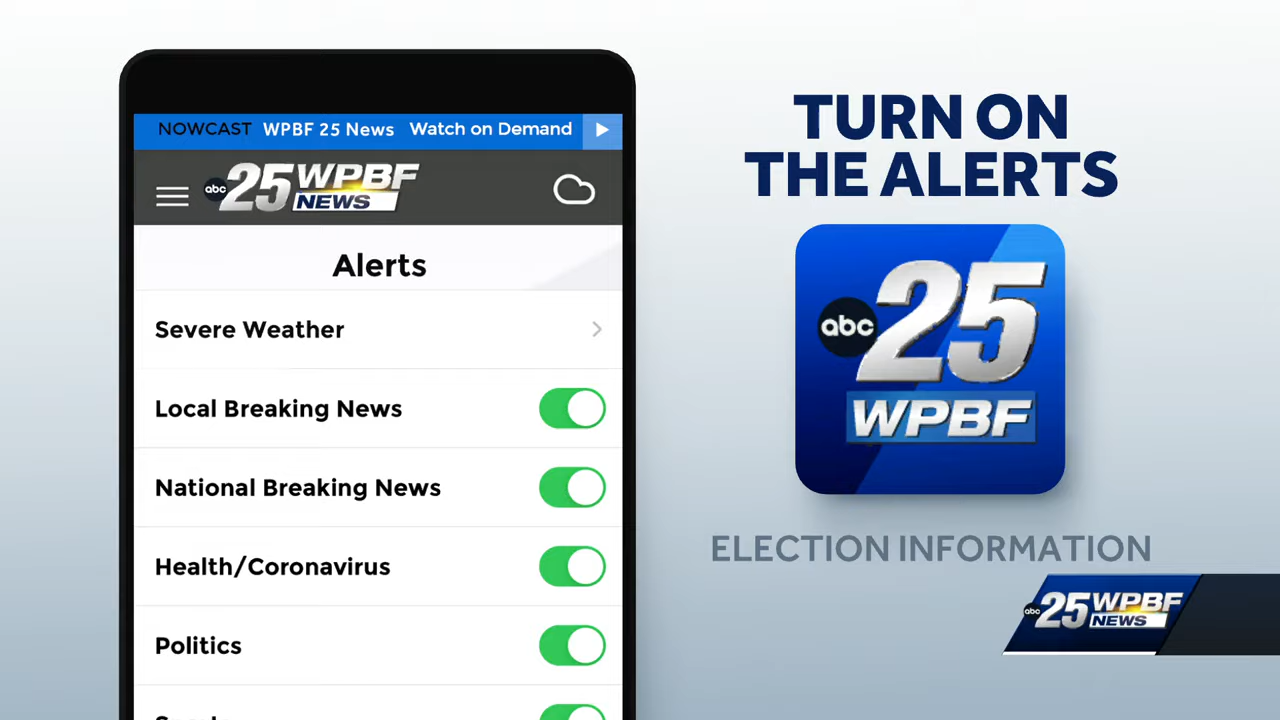 NOWCAST WPBF 25 News Watch on Demand
abc 25 WPBF
NEWS
Alerts
Severe Weather
Local Breaking News
National Breaking News
Health/Coronavirus
Politics
TURN ON
THE ALERTS
abc 25
WPBF
ELECTION INFORMATION
abc 25 WPBF
NEWS